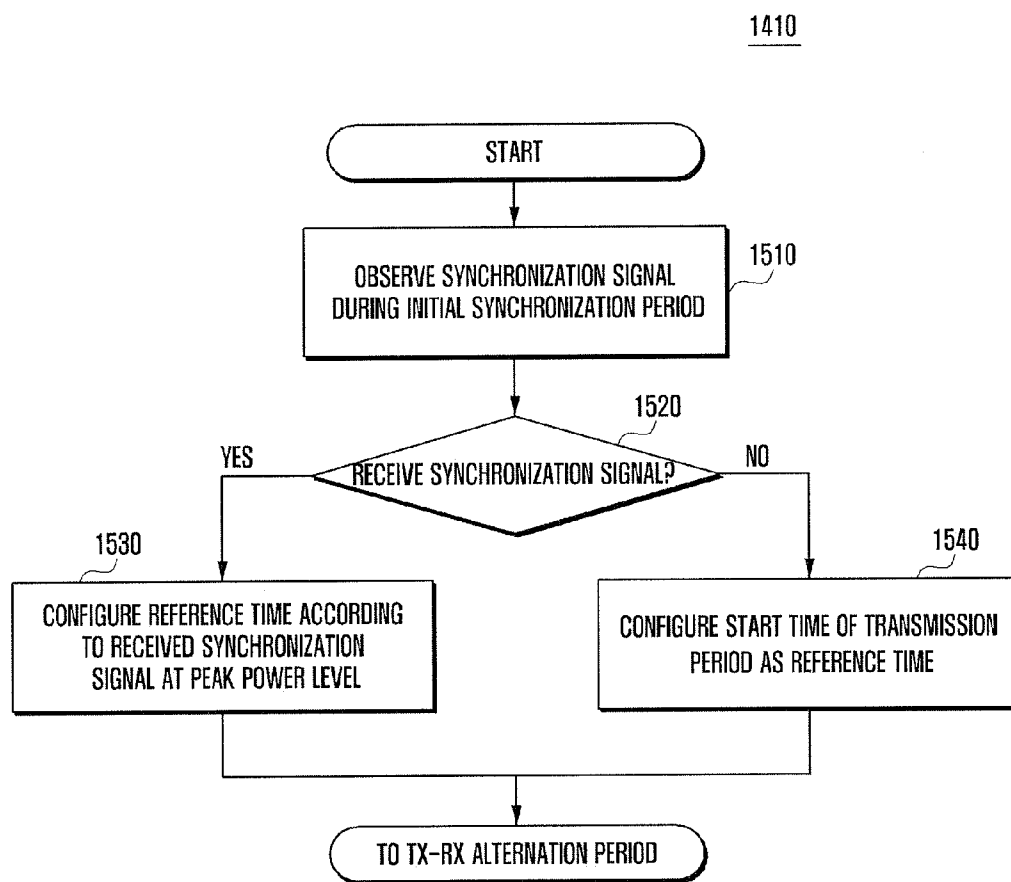 1410
START
OBSERVE SYNCHRONIZATION SIGNAL
DURING INITIAL SYNCHRONIZATION PERIOD
1510
1520
YES
RECEIVE SYNCHRONIZATION SIGNAL?
NO
1530
1540
CONFIGURE REFERENCE TIME ACCORDING
TO RECEIVED SYNCHRONIZATION
SIGNAL AT PEAK POWER LEVEL
CONFIGURE START TIME OF TRANSMISSION
PERIOD AS REFERENCE TIME
TO TX-RX ALTERNATION PERIOD